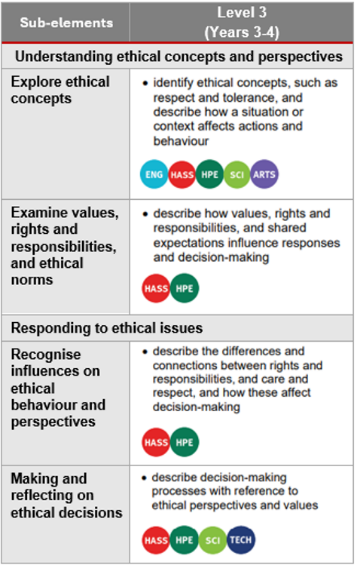 Sub-elements
Level 3
(Years 3-4)
Understanding ethical concepts and perspectives
Explore ethical
concepts
• identify ethical concepts, such as
respect and tolerance, and
describe how a situation or
context affects actions and
behaviour
ENG HASS HPE SCI ARTS
Examine values,
rights and
responsibilities,
and ethical
norms
• describe how values, rights and
responsibilities, and shared
expectations influence responses
and decision-making
HASS HPE
Responding to ethical issues
Recognise
influences on
ethical
behaviour and
perspectives
• describe the differences and
connections between rights and
responsibilities, and care and
respect, and how these affect
decision-making
HASS HPE
Making and
reflecting on
ethical decisions
• describe decision-making
processes with reference to
ethical perspectives and values
HASS HPE SCI TECH